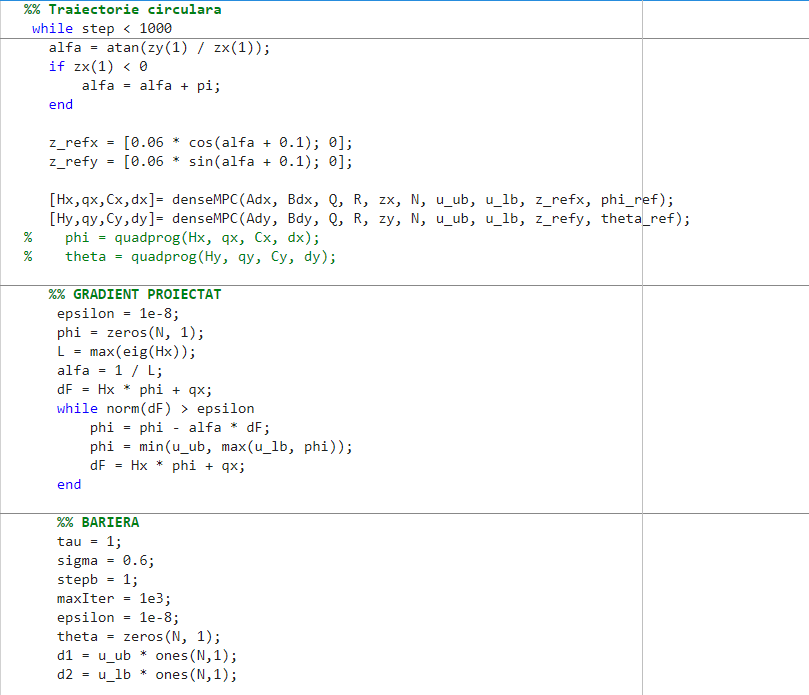 %% Traiectorie circulara
while step < 1000
alfa = atan(zy(1) / zx(1));
if zx(1) < 0
alfa = alfa + pi;
end
z_refx = [0.06 * cos(alfa + 0.1); 0];
z_refy = [0.06 * sin(alfa + 0.1); 0];
[Hx,qx,Cx,dx]= denseMPC(Adx, Bdx, Q, R, zx, N, u_ub, u_lb, z_refx, phi_ref);
[Hy,qy,Cy,dy]= denseMPC(Ady, Bdy, Q, R, zy, N, u_ub, u_lb, z_refy, theta_ref);
% phi = quadprog(Hx, qx, Cx, dx);
% theta = quadprog(Hy, qy, Cy, dy);
%% GRADIENT PROIECTAT
epsilon = 1e-8;
phi = zeros(N, 1);
L = max(eig(Hx));
alfa = 1 / L;
dF = Hx * phi + qx;
while norm(dF) > epsilon
phi = phi - alfa * dF;
phi = min(u_ub, max(u_lb, phi));
dF = Hx * phi + qx;
end
%% BARIERA
tau = 1;
sigma = 0.6;
stepb = 1;
maxIter = 1e3;
epsilon = 1e-8;
theta = zeros(N, 1);
d1 = u_ub * ones(N,1);
d2 = u_lb * ones(N,1);